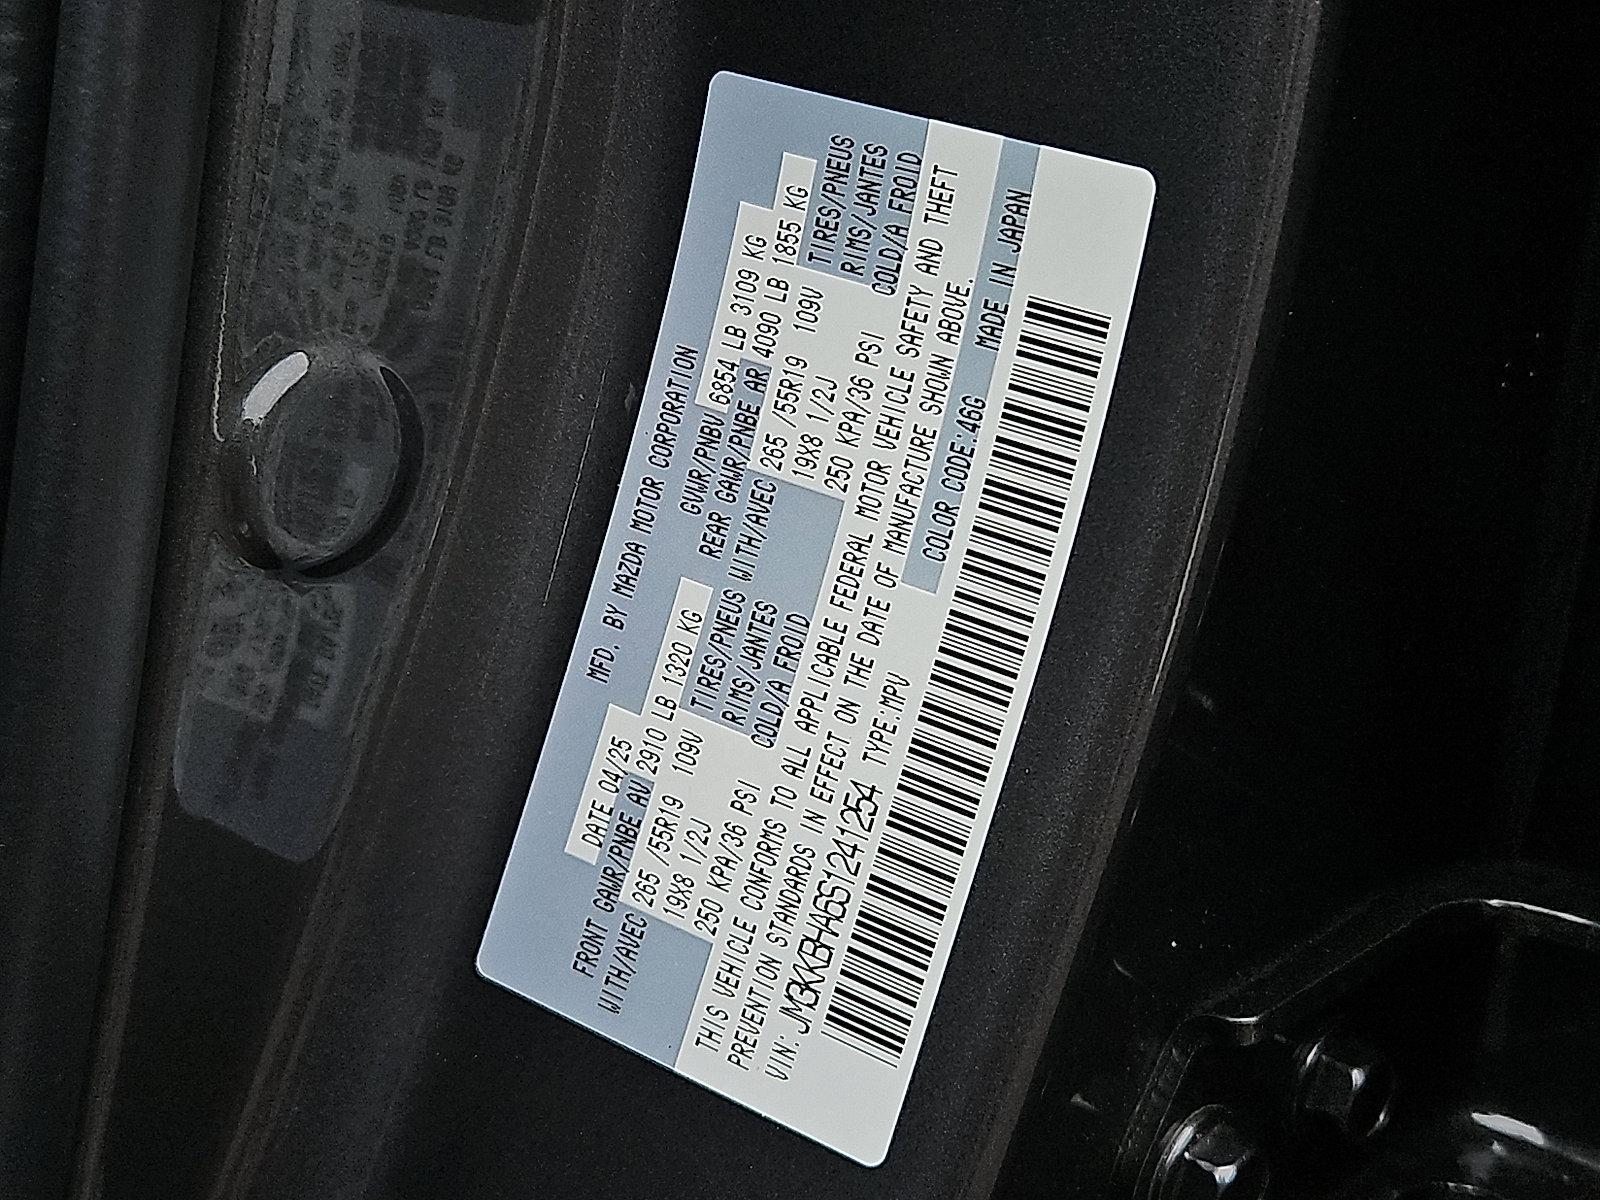 MFD. BY MAZDA MOTOR CORPORATION
DATE 04/25 GVWR/PNBV 6854 LB 3109 KG
FRONT GAWR/PNBE AV 2910 LB 1320 KG REAR GAWR/PNBE AR 4090 LB 1855 KG
WITH/AVEC 265 /55R19 109V TIRES/PNEUS WITH/AVEC 265 /55R19 109V TIRES/PNEUS
19X8 1/2J RIMS/JANTES 19X8 1/2J RIMS/JANTES
250 KPA/36 PSI COLD/A FROID 250 KPA/36 PSI COLD/A FROID
THIS VEHICLE CONFORMS TO ALL APPLICABLE FEDERAL MOTOR VEHICLE SAFETY AND THEFT
PREVENTION STANDARDS IN EFFECT ON THE DATE OF MANUFACTURE SHOWN ABOVE.
VIN: JM3KKBHA6S1241254 TYPE:MPV COLOR CODE:46G MADE IN JAPAN